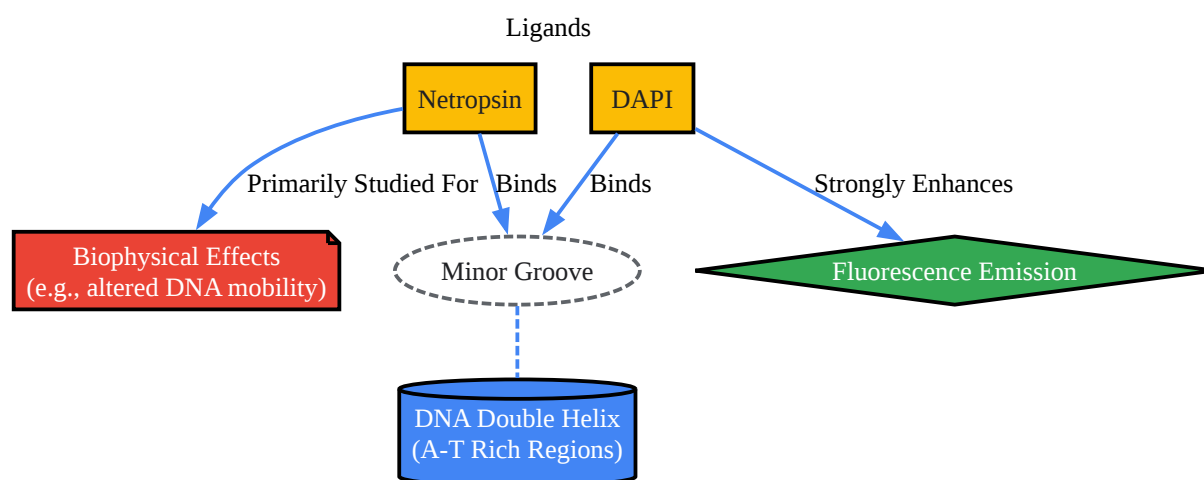 Ligands
Netropsin
DAPI
Primarily Studied For
Binds
Binds
Strongly Enhances
Biophysical Effects
(e.g., altered DNA mobility)
Minor Groove
Fluorescence Emission
DNA Double Helix
(A-T Rich Regions)